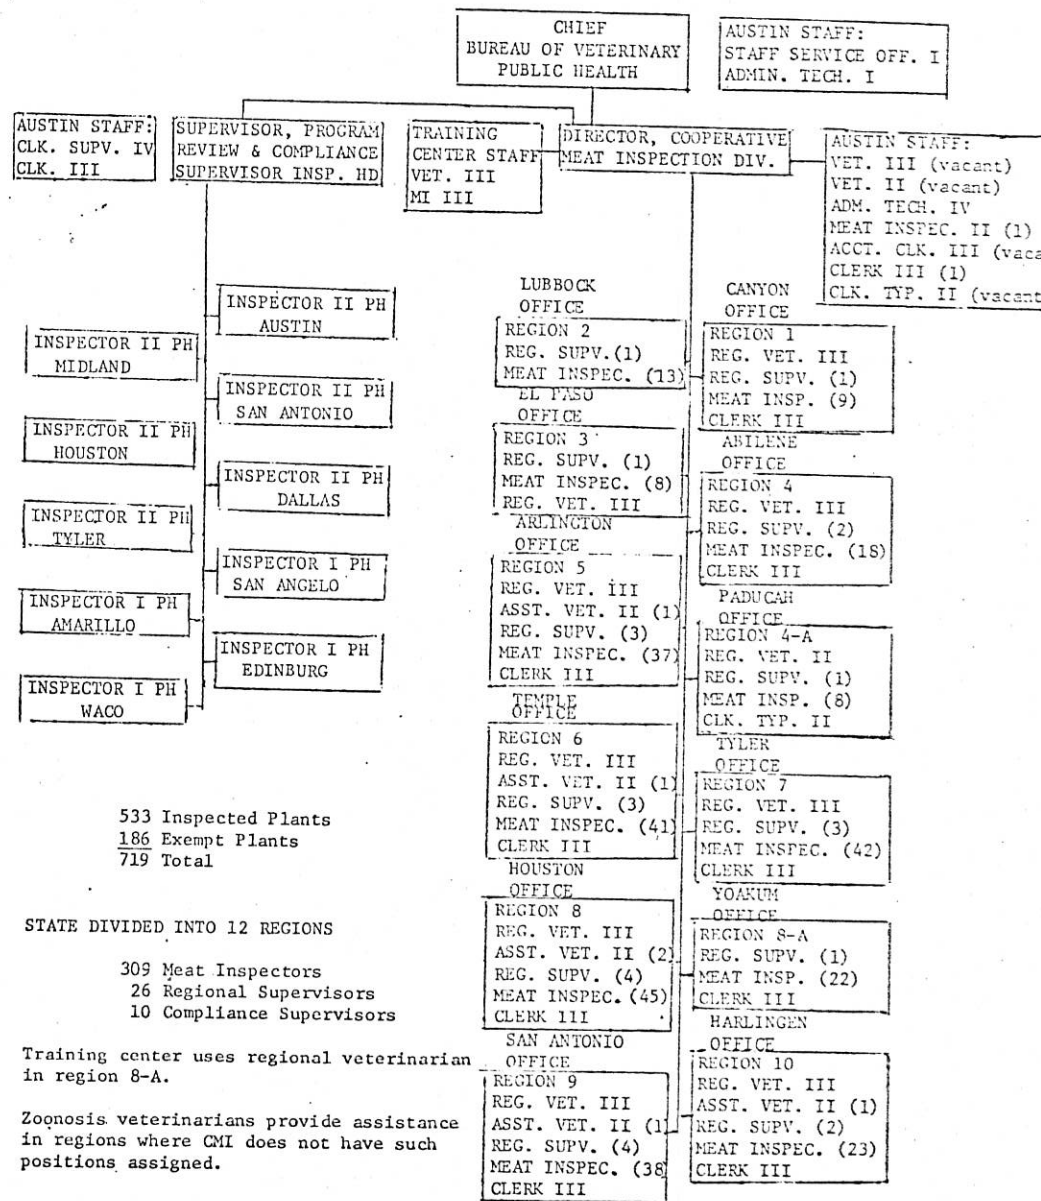 CHIEF
BUREAU OF VETERINARY
PUBLIC HEALTH
AUSTIN STAFF:
STAFF SERVICE OFF. I
ADMIN. TECH. I
AUSTIN STAFF:
CLK. SUPV. IV
CLK. III
SUPERVISOR, PROGRAM
REVIEW & COMPLIANCE
SUPERVISOR INSP. HD
TRAINING
CENTER STAFF
VET. III
MI III
DIRECTOR, COOPERATIVE
MEAT INSPECTION DIV.
AUSTIN STAFF:
VET. III (vacant)
VET. II (vacant)
ADM. TECH. IV
MEAT INSPEC. II (1)
ACCT. CLK. III (vaca
CLERK III (1)
CLK. TYP. II (vacant
INSPECTOR II PH
AUSTIN
INSPECTOR II PH
MIDLAND
INSPECTOR II PH
SAN ANTONIO
INSPECTOR II PH
HOUSTON
INSPECTOR II PH
DALLAS
INSPECTOR II PH
TYLER
INSPECTOR I PH
SAN ANGELO
INSPECTOR I PH
AMARILLO
INSPECTOR I PH
EDINBURG
INSPECTOR I PH
WACO
LUBBOCK
OFFICE
REGION 2
REG. SUPV.(1)
MEAT INSPEC. (13)
CANYON
OFFICE
REGION 1
REG. VET. III
REG. SUPV. (1)
MEAT INSP. (9)
CLERK III
EL PASO
OFFICE
REGION 3
REG. SUPV. (1)
MEAT INSPEC. (8)
REG. VET. III
ABILENE
OFFICE
REGION 4
REG. VET. III
REG. SUPV. (2)
MEAT INSPEC. (18)
CLERK III
ARLINGTON
OFFICE
REGION 5
REG. VET. III
ASST. VET. II (1)
REG. SUPV. (3)
MEAT INSPEC. (37)
CLERK III
PADUCAH
OFFICE
REGION 4-A
REG. VET. II
REG. SUPV. (1)
MEAT INSP. (8)
CLK. TYP. II
TEMPLE
OFFICE
REGION 6
REG. VET. III
ASST. VET. II (1)
REG. SUPV. (3)
MEAT INSPEC. (41)
CLERK III
TYLER
OFFICE
REGION 7
REG. VET. III
REG. SUPV. (3)
MEAT INSPEC. (42)
CLERK III
HOUSTON
OFFICE
REGION 8
REG. VET. III
ASST. VET. II (2)
REG. SUPV. (4)
MEAT INSPEC. (45)
CLERK III
YOAKUM
OFFICE
REGION 8-A
REG. SUPV. (1)
MEAT INSP. (22)
CLERK III
SAN ANTONIO
OFFICE
REGION 9
REG. VET. III
ASST. VET. II (1)
REG. SUPV. (4)
MEAT INSPEC. (38
CLERK III
HARLINGEN
OFFICE
REGION 10
REG. VET. III
ASST. VET. II (1)
REG. SUPV. (2)
MEAT INSPEC. (23)
CLERK III
533 Inspected Plants
186 Exempt Plants
719 Total
STATE DIVIDED INTO 12 REGIONS
309 Meat Inspectors
26 Regional Supervisors
10 Compliance Supervisors
Training center uses regional veterinarian
in region 8-A.
Zoonosis veterinarians provide assistance
in regions where CMI does not have such
positions assigned.